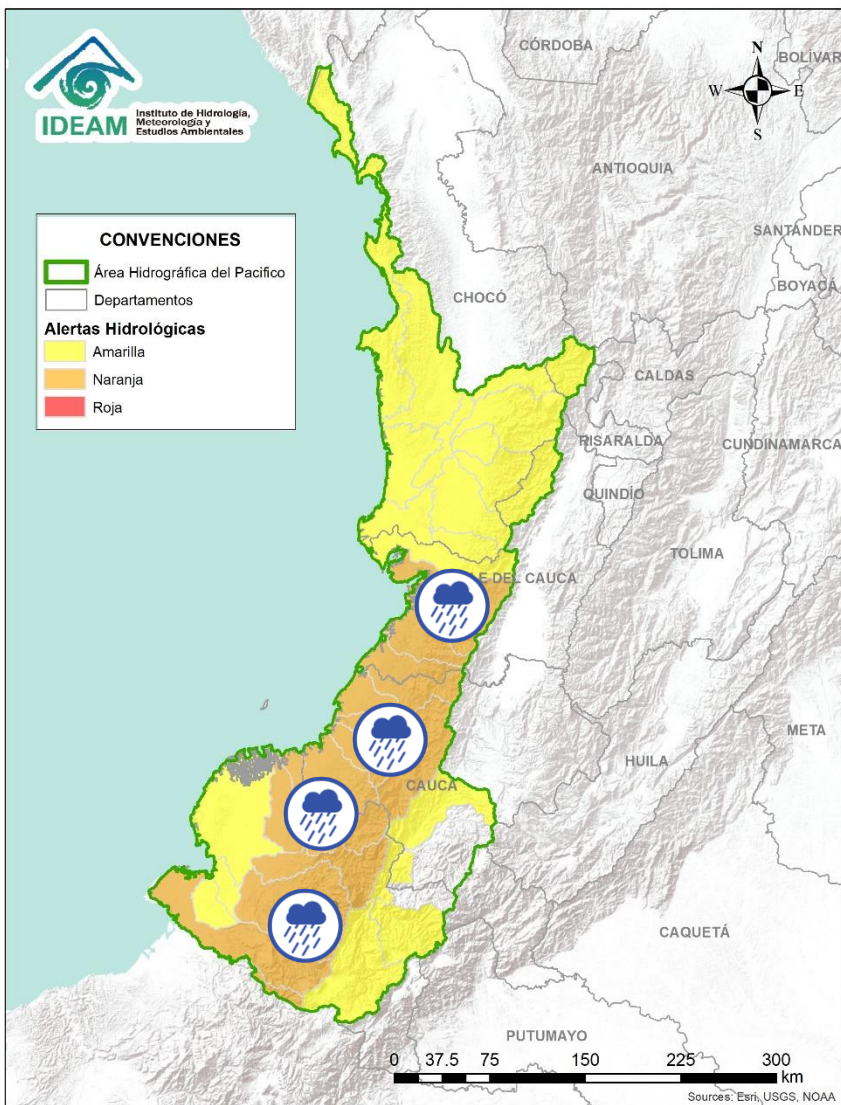 IDEAM
Instituto de Hidrología,
Meteorología y
Estudios Ambientales
CÓRDOBA
BOLÍVAR
N
W
E
S
ANTIOQUIA
SANTANDER
BOYACÁ
CONVENCIONES
Área Hidrográfica del Pacifico
Departamentos
Alertas Hidrológicas
Amarilla
Naranja
Roja
CHOCÓ
CALDAS
RISARALDA
CUNDINAMARCA
QUINDÍO
TOLIMA
LE DEL CAUCA
META
HUILA
CAUCA
CAQUETÁ
PUTUMAYO
0 37.5 75 150 225 300
km
Sources: Esri, USGS, NOAA